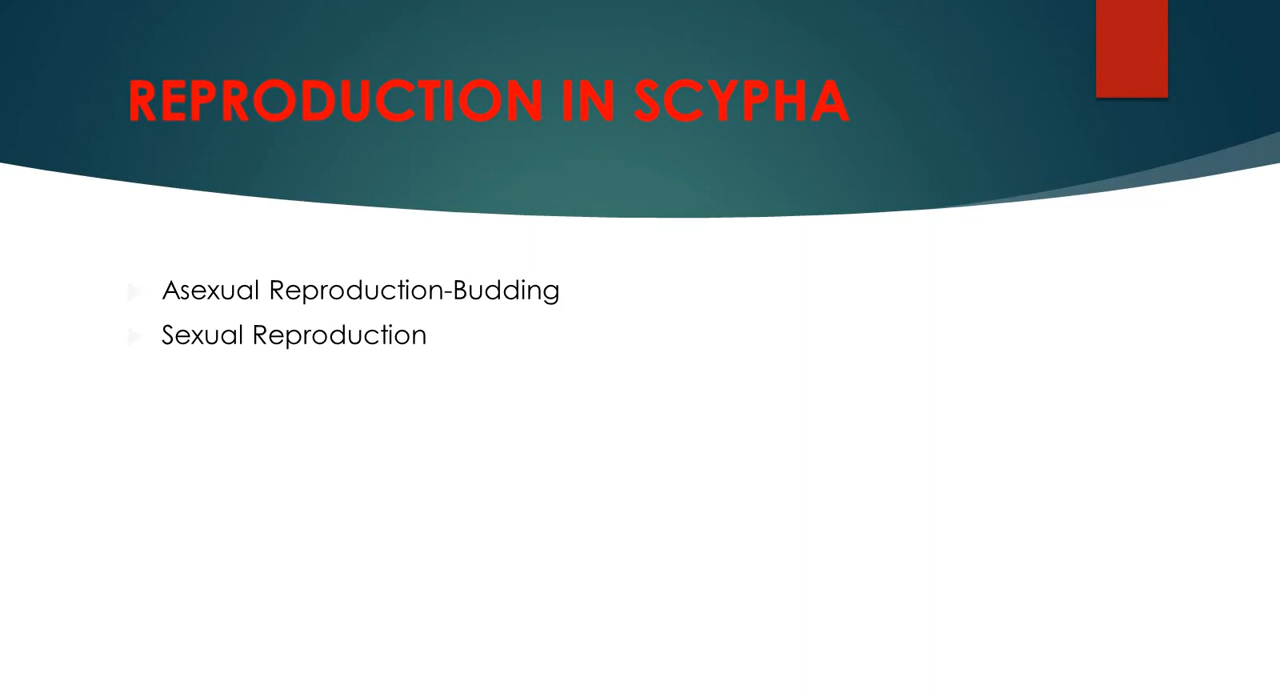 REPRODUCTION IN SCYPHA
Asexual Reproduction-Budding
Sexual Reproduction